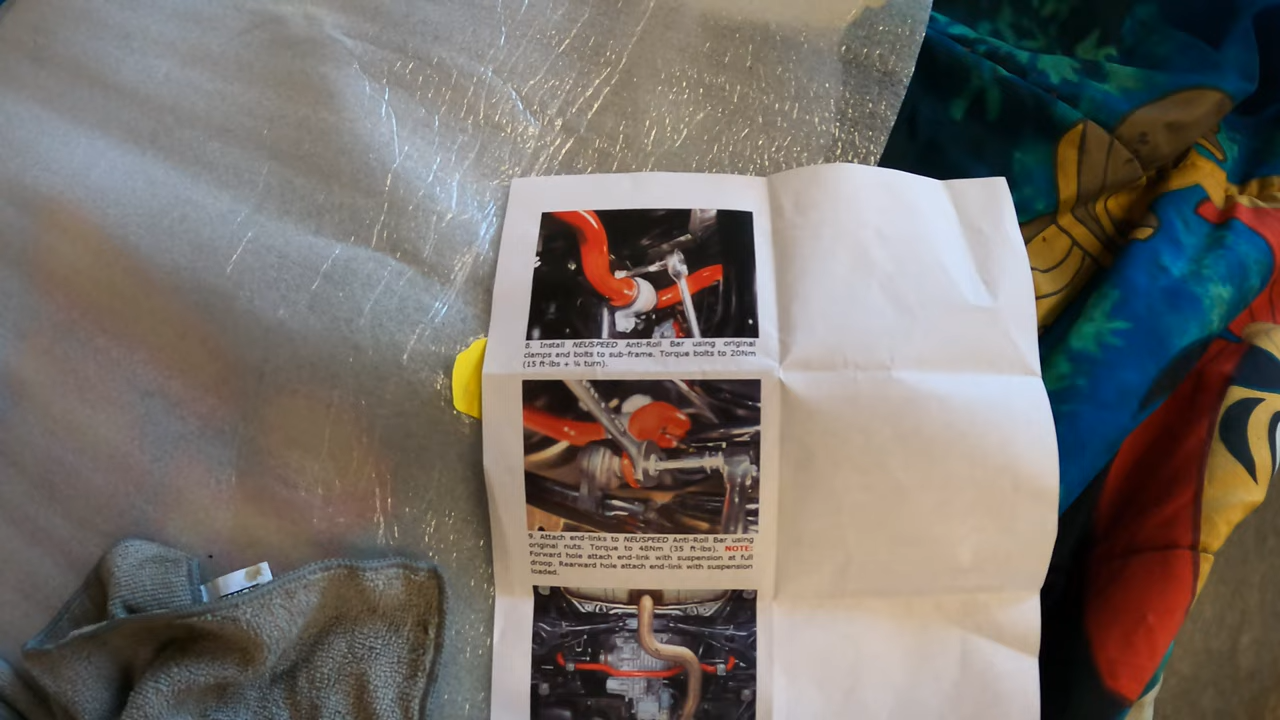 8. Install NEUSPEED Anti-Roll Bar using original
clamps and bolts to sub-frame. Torque bolts to 20Nm
(15 ft-lbs + ¼ turn).
9. Attach end-links to NEUSPEED Anti-Roll Bar using
original nuts. Torque to 48Nm (35 ft-lbs). NOTE:
Forward hole attach end-link with suspension at full
droop. Rearward hole attach end-link with suspension
loaded.